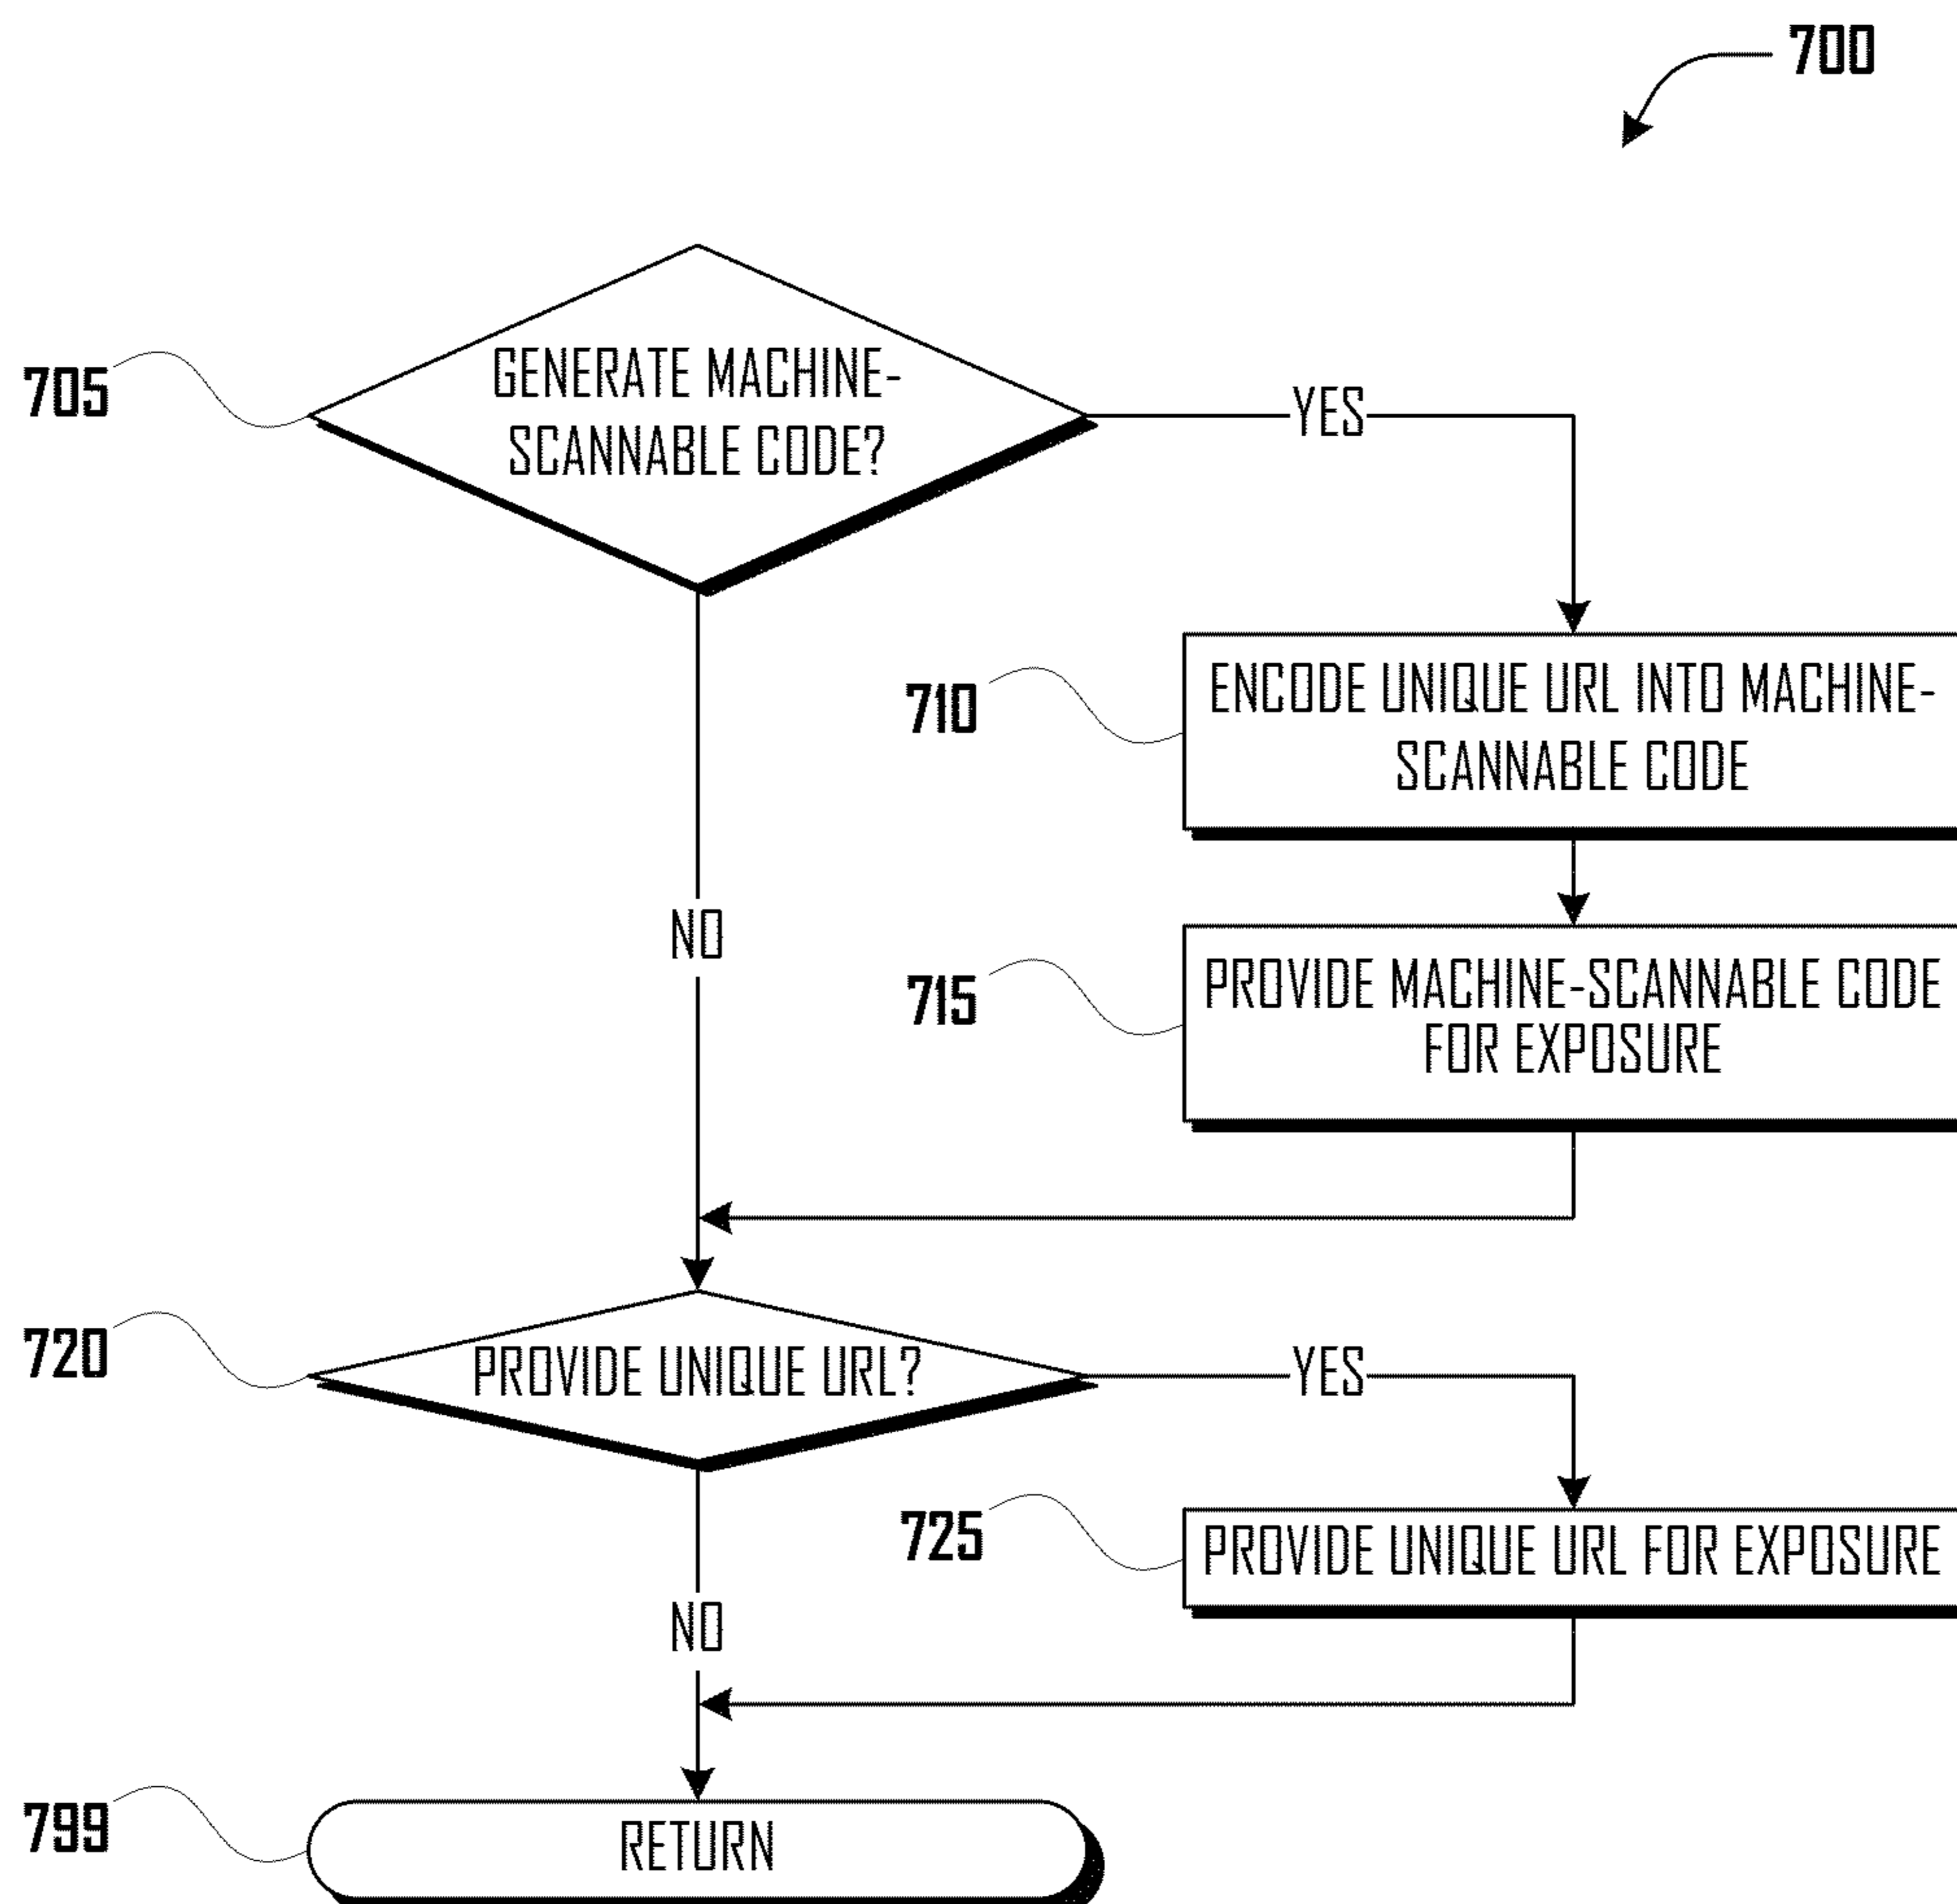 700
705
GENERATE MACHINE-
SCANNABLE CODE?
YES
710
ENCODE UNIQUE URL INTO MACHINE-
SCANNABLE CODE
NO
715
PROVIDE MACHINE-SCANNABLE CODE
FOR EXPOSURE
720
PROVIDE UNIQUE URL?
YES
725
PROVIDE UNIQUE URL FOR EXPOSURE
NO
799
RETURN